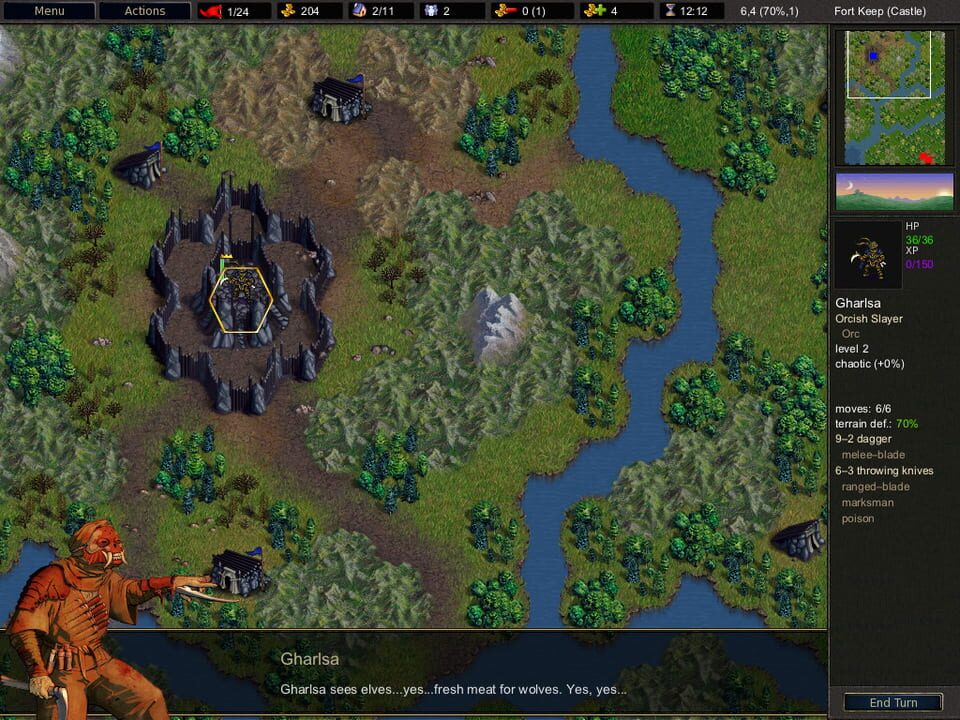 Menu Actions 1/24 204 2/11 2 0 (1) 4 12:12 6,4 (70%,1) Fort Keep (Castle)
HP
36/36
XP
0/150
Gharlsa
Orcish Slayer
Orc
level 2
chaotic (+0%)
moves: 6/6
terrain def.: 70%
9–2 dagger
melee–blade
6–3 throwing knives
ranged–blade
marksman
poison
Gharlsa
Gharlsa sees elves...yes...fresh meat for wolves. Yes, yes...
End Turn